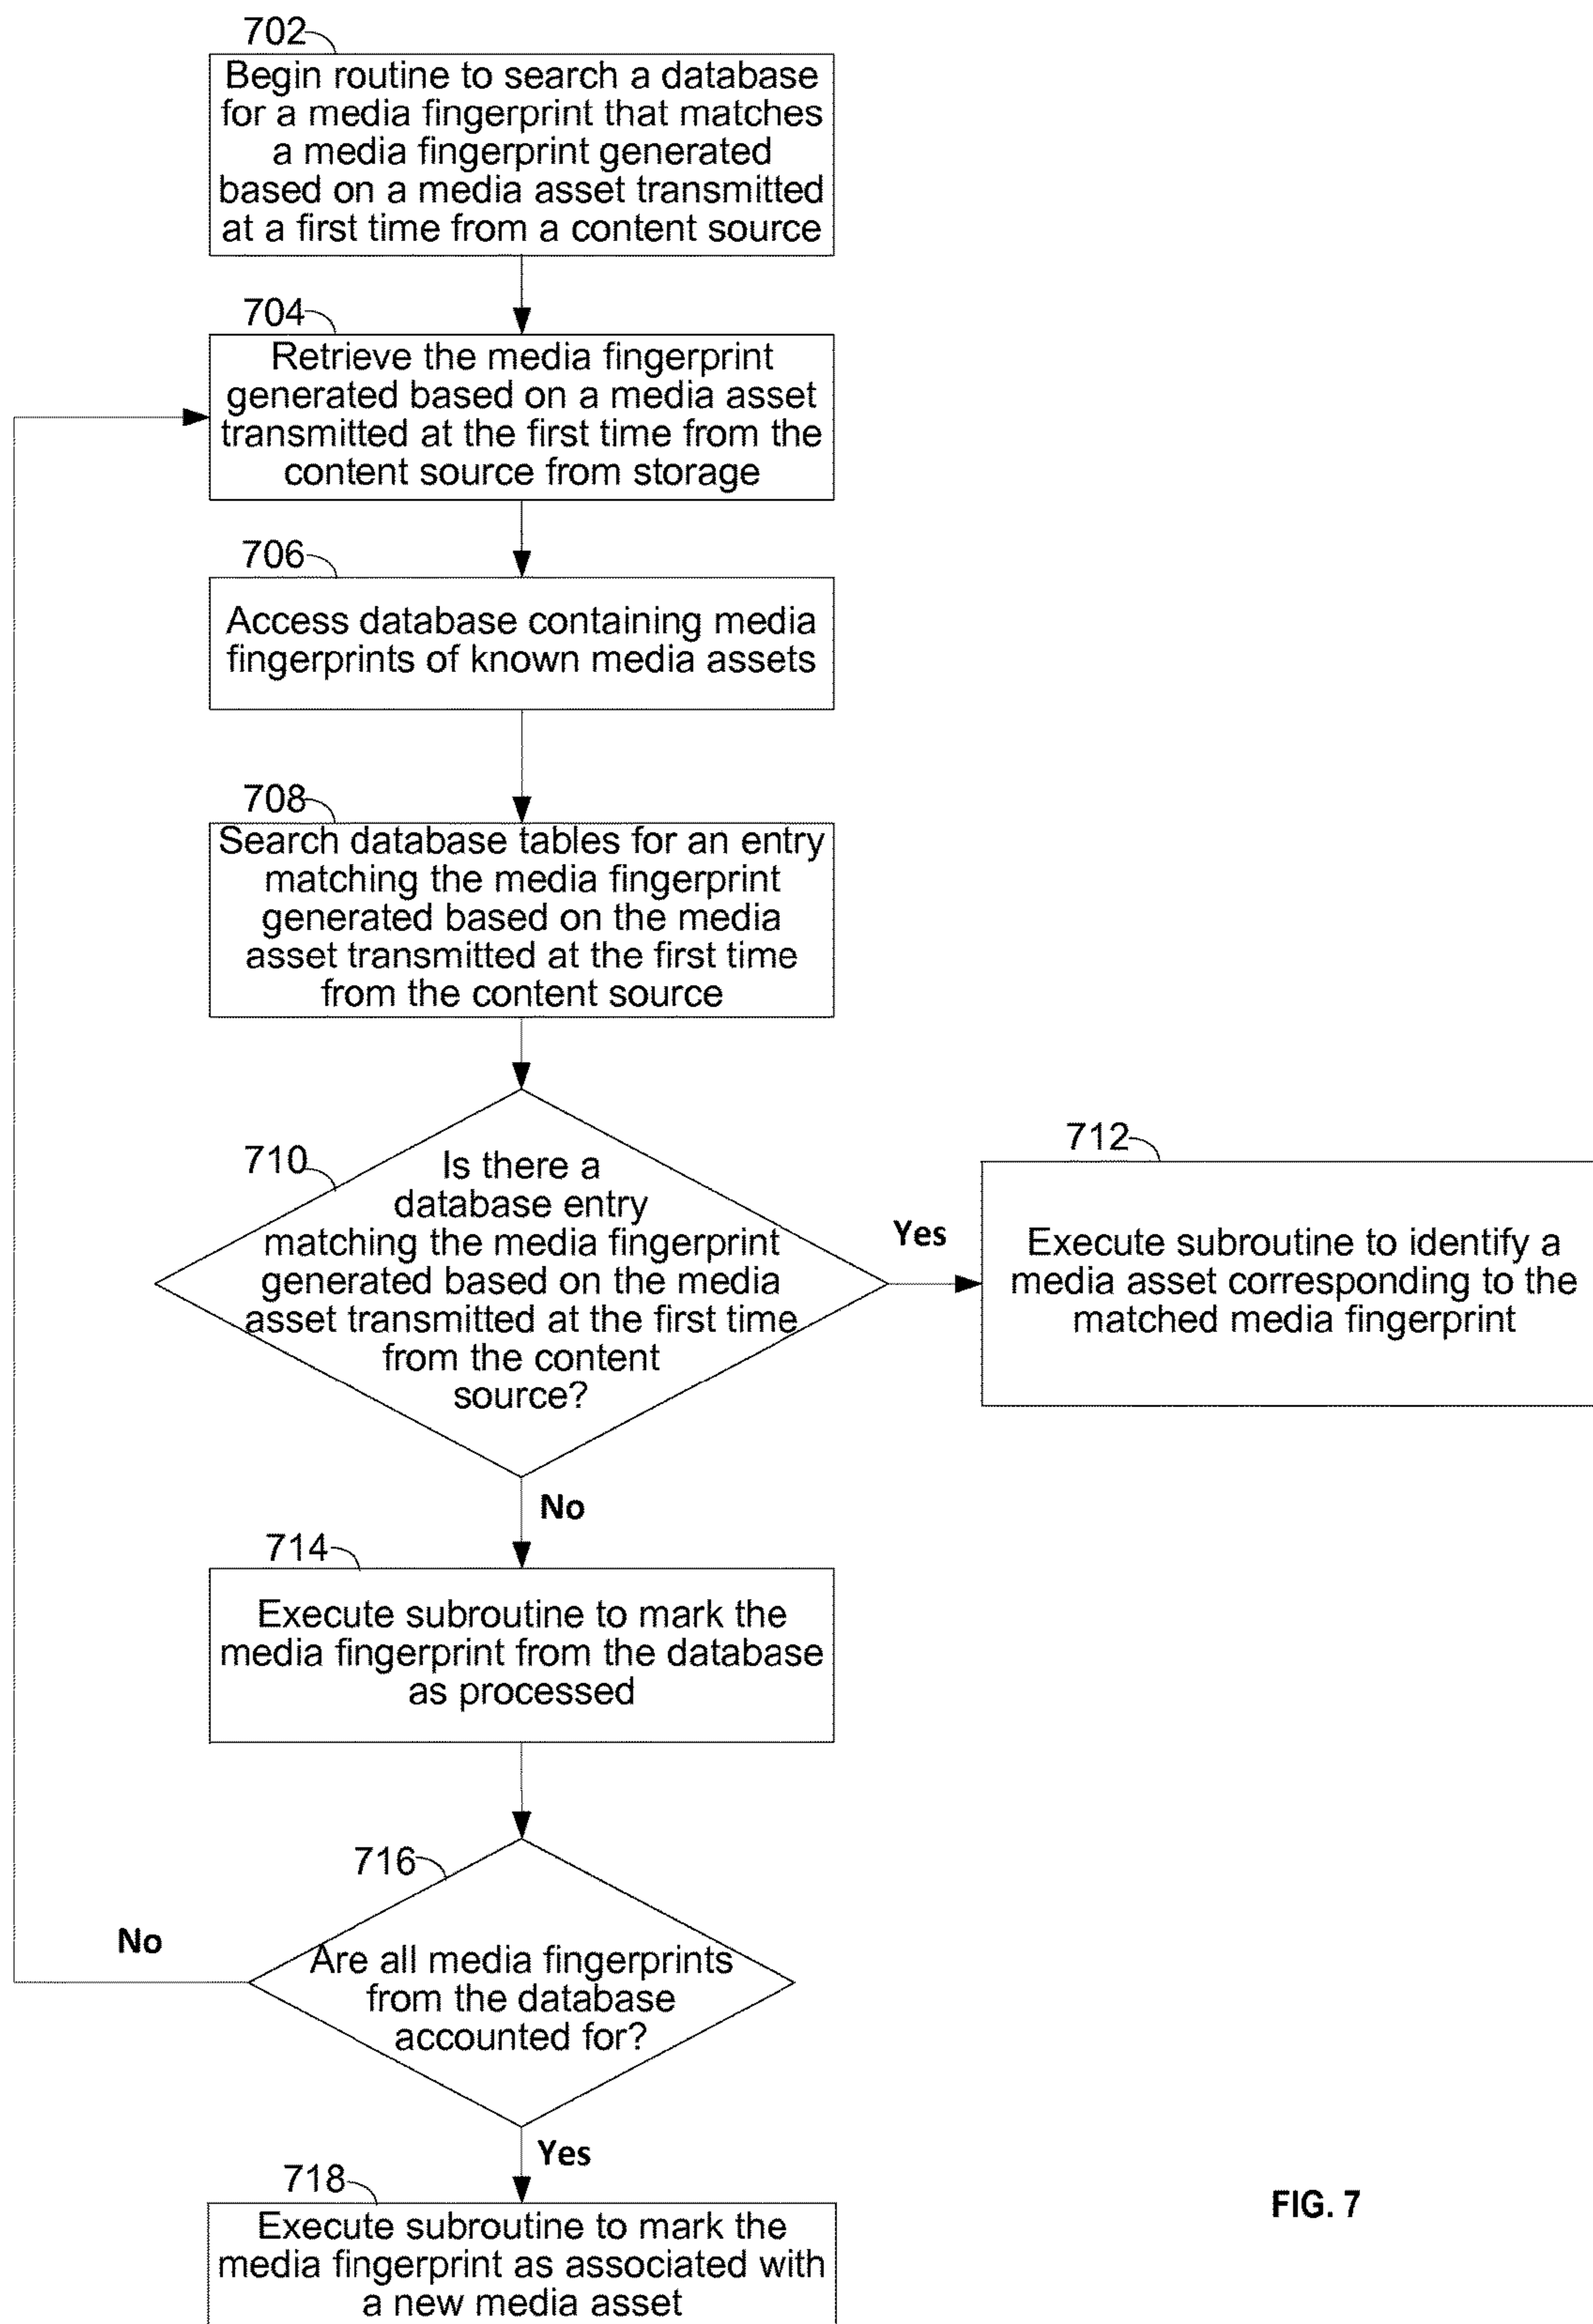 702
Begin routine to search a database
for a media fingerprint that matches
a media fingerprint generated
based on a media asset transmitted
at a first time from a content source
704
Retrieve the media fingerprint
generated based on a media asset
transmitted at the first time from the
content source from storage
706
Access database containing media
fingerprints of known media assets
708
Search database tables for an entry
matching the media fingerprint
generated based on the media
asset transmitted at the first time
from the content source
710
Is there a
database entry
matching the media fingerprint
generated based on the media
asset transmitted at the first time
from the content
source?
Yes
712
Execute subroutine to identify a
media asset corresponding to the
matched media fingerprint
No
714
Execute subroutine to mark the
media fingerprint from the database
as processed
716
Are all media fingerprints
from the database
accounted for?
No
Yes
718
Execute subroutine to mark the
media fingerprint as associated with
a new media asset
FIG. 7